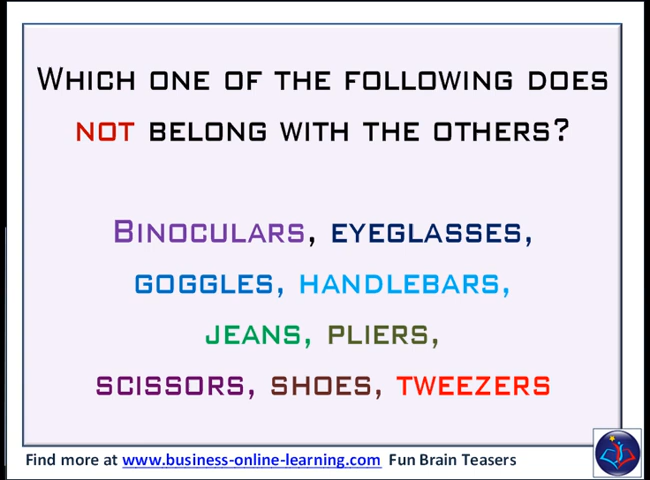 Which one of the following does
not belong with the others?
Binoculars, eyeglasses,
goggles, handlebars,
jeans, pliers,
scissors, shoes, tweezers
Find more at www.business-online-learning.com Fun Brain Teasers